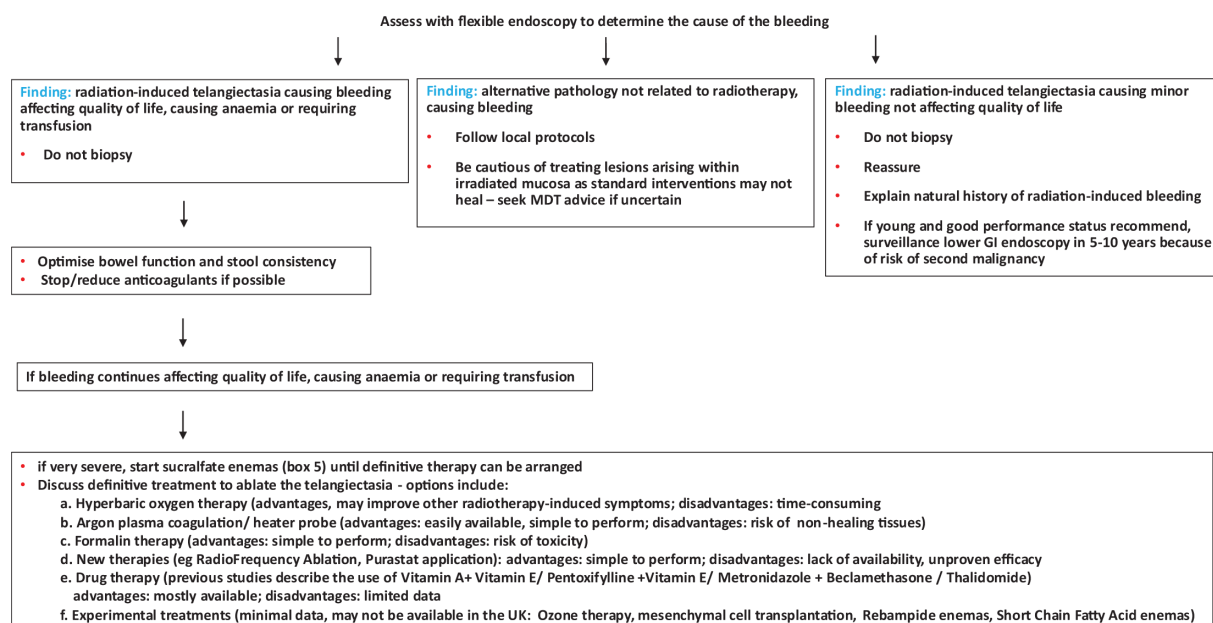 Assess with flexible endoscopy to determine the cause of the bleeding
Finding: radiation-induced telangiectasia causing bleeding
affecting quality of life, causing anaemia or requiring
transfusion
• Do not biopsy
Finding: alternative pathology not related to radiotherapy,
causing bleeding
• Follow local protocols
• Be cautious of treating lesions arising within
irradiated mucosa as standard interventions may not
heal – seek MDT advice if uncertain
Finding: radiation-induced telangiectasia causing minor
bleeding not affecting quality of life
• Do not biopsy
• Reassure
• Explain natural history of radiation-induced bleeding
• If young and good performance status recommend,
surveillance lower GI endoscopy in 5-10 years because
of risk of second malignancy
• Optimise bowel function and stool consistency
• Stop/reduce anticoagulants if possible
If bleeding continues affecting quality of life, causing anaemia or requiring transfusion
• if very severe, start sucralfate enemas (box 5) until definitive therapy can be arranged
• Discuss definitive treatment to ablate the telangiectasia - options include:
a. Hyperbaric oxygen therapy (advantages, may improve other radiotherapy-induced symptoms; disadvantages: time-consuming
b. Argon plasma coagulation/ heater probe (advantages: easily available, simple to perform; disadvantages: risk of non-healing tissues)
c. Formalin therapy (advantages: simple to perform; disadvantages: risk of toxicity)
d. New therapies (eg RadioFrequency Ablation, Purastat application): advantages: simple to perform; disadvantages: lack of availability, unproven efficacy
e. Drug therapy (previous studies describe the use of Vitamin A+ Vitamin E/ Pentoxifylline +Vitamin E/ Metronidazole + Beclamethasone / Thalidomide)
advantages: mostly available; disadvantages: limited data
f. Experimental treatments (minimal data, may not be available in the UK: Ozone therapy, mesenchymal cell transplantation, Rebampide enemas, Short Chain Fatty Acid enemas)